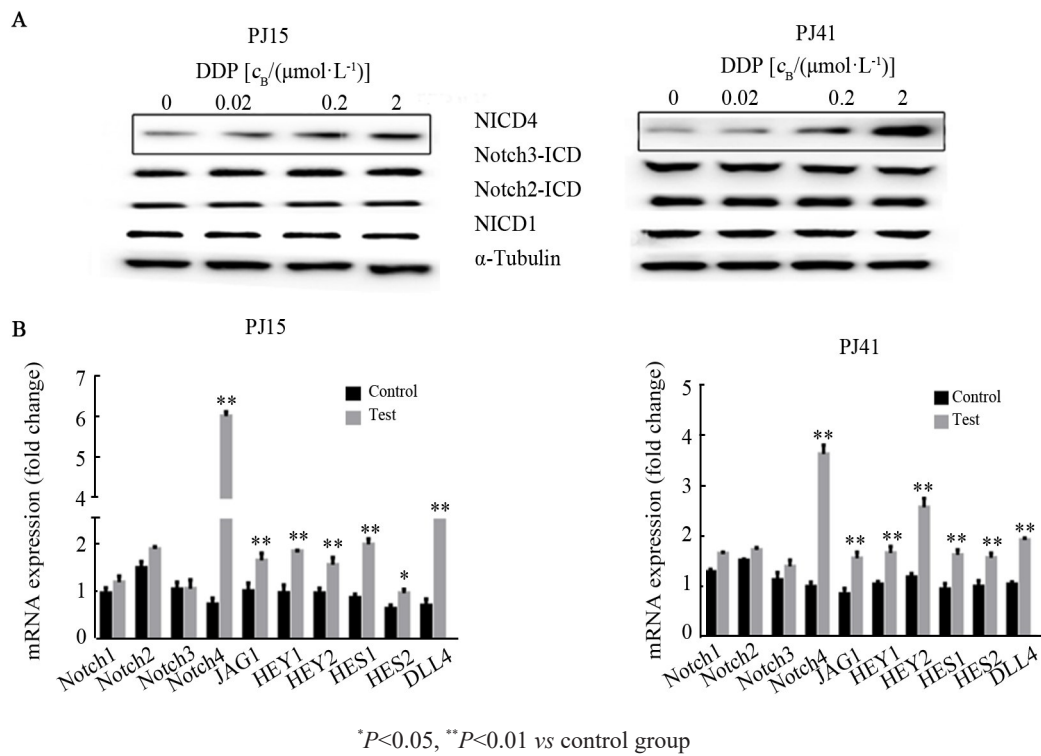 A
PJ15
DDP [cB/(μmol·L-1)]
0 0.02 0.2 2
PJ41
DDP [cB/(μmol·L-1)]
0 0.02 0.2 2
NICD4
Notch3-ICD
Notch2-ICD
NICD1
α-Tubulin
B
PJ15
mRNA expression (fold change)
7
6
5
4
2
1
0
Control
Test
**
**
**
**
**
*
**
Notch1
Notch2
Notch3
Notch4
JAG1
HEY1
HEY2
HES1
HES2
DLL4
PJ41
mRNA expression (fold change)
5
4
3
2
1
0
Control
Test
**
**
**
**
**
**
**
Notch1
Notch2
Notch3
Notch4
JAG1
HEY1
HEY2
HES1
HES2
DLL4
*P<0.05, **P<0.01 vs control group